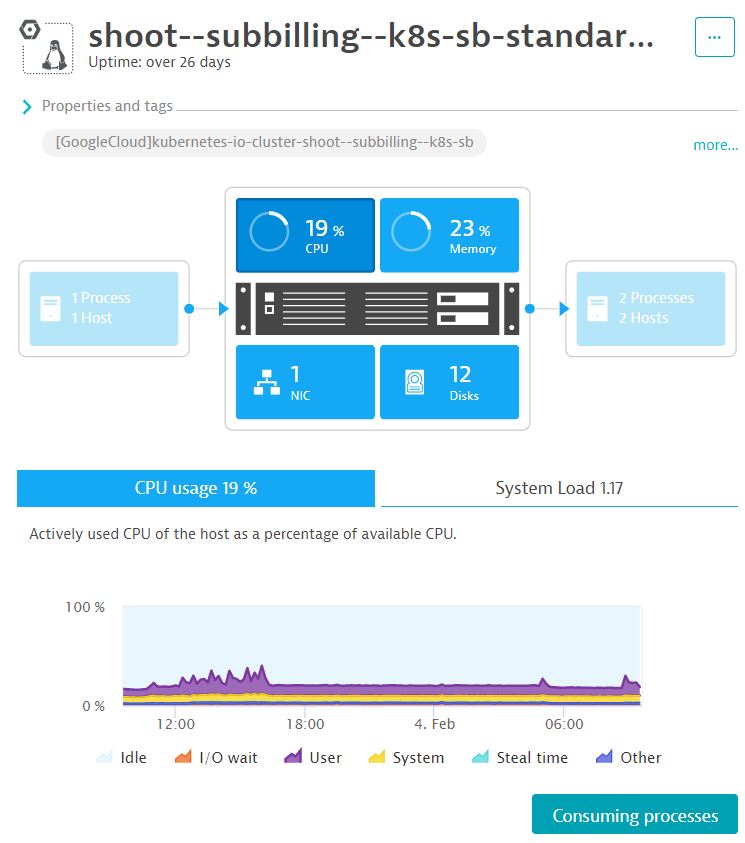 shoot--subbilling--k8s-sb-standar...
...
Uptime: over 26 days
Properties and tags
[GoogleCloud]kubernetes-io-cluster-shoot--subbilling--k8s-sb
more...
19 %
CPU
23 %
Memory
1 Process
1 Host
2 Processes
2 Hosts
1
NIC
12
Disks
CPU usage 19 %
System Load 1.17
Actively used CPU of the host as a percentage of available CPU.
100 %
0 %
12:00 18:00 4. Feb 06:00
Idle I/O wait User System Steal time Other
Consuming processes